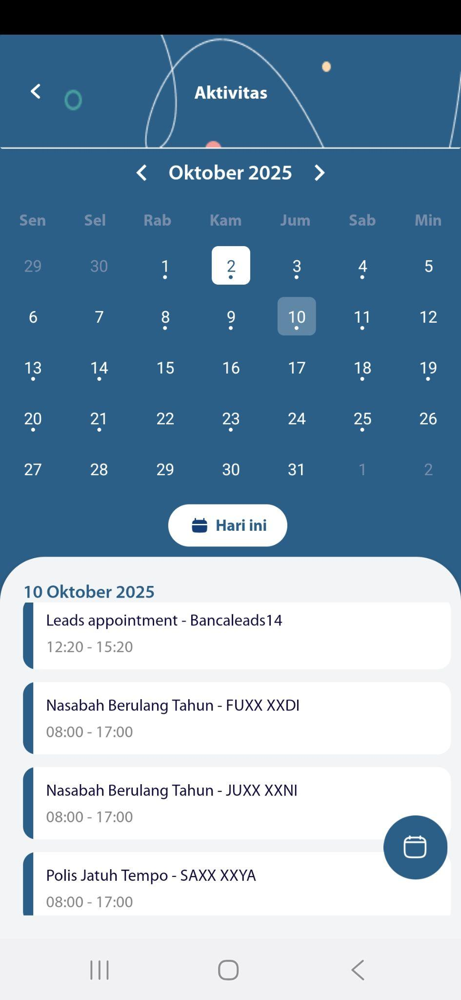 Aktivitas
Oktober 2025
Sen Sel Rab Kam Jum Sab Min
29 30 1 2 3 4 5
6 7 8 9 10 11 12
13 14 15 16 17 18 19
20 21 22 23 24 25 26
27 28 29 30 31 1 2
Hari ini
10 Oktober 2025
Leads appointment - Bancaleads14
12:20 - 15:20
Nasabah Berulang Tahun - FUXX XXDI
08:00 - 17:00
Nasabah Berulang Tahun - JUXX XXNI
08:00 - 17:00
Polis Jatuh Tempo - SAXX XXYA
08:00 - 17:00